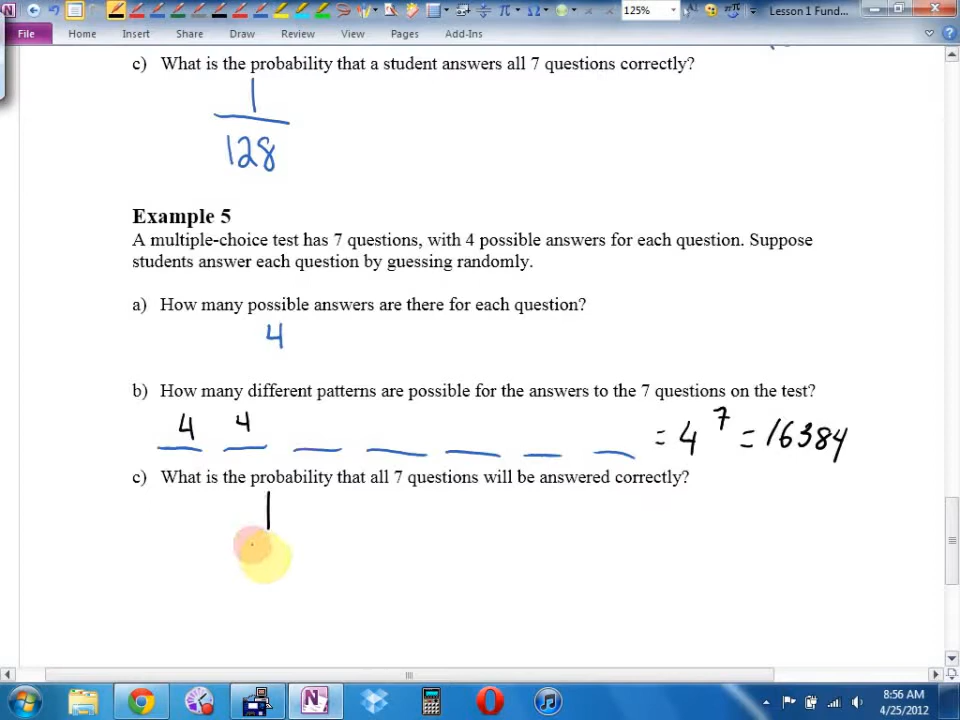 125% Lesson 1 Fund...
File Home Insert Share Draw Review View Pages Add-Ins
c) What is the probability that a student answers all 7 questions correctly?
1
128
Example 5
A multiple-choice test has 7 questions, with 4 possible answers for each question. Suppose
students answer each question by guessing randomly.
a) How many possible answers are there for each question?
4
b) How many different patterns are possible for the answers to the 7 questions on the test?
4 4 = 4^7 = 16384
c) What is the probability that all 7 questions will be answered correctly?
1
8:56 AM
4/25/2012